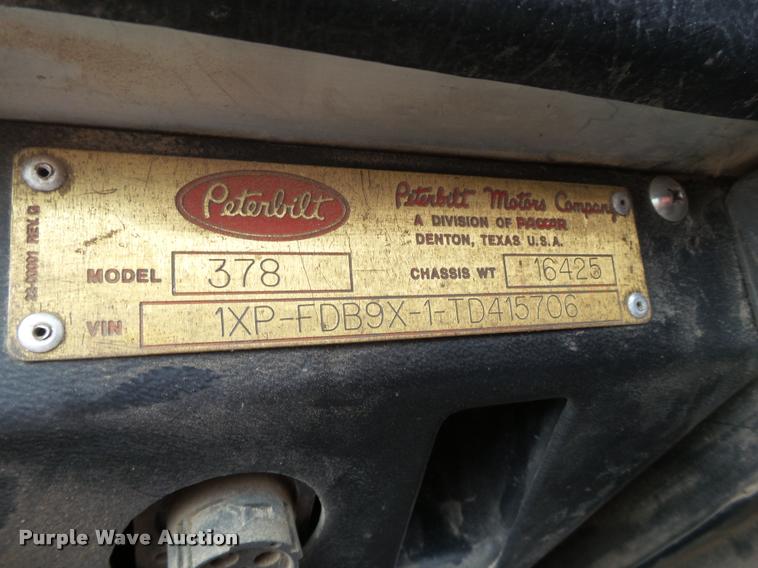 Peterbilt
Peterbilt Motors Company
A DIVISION OF PACCAR
DENTON, TEXAS U.S.A.
MODEL 378
CHASSIS WT 16425
VIN 1XP-FDB9X-1-TD415706
Purple Wave Auction